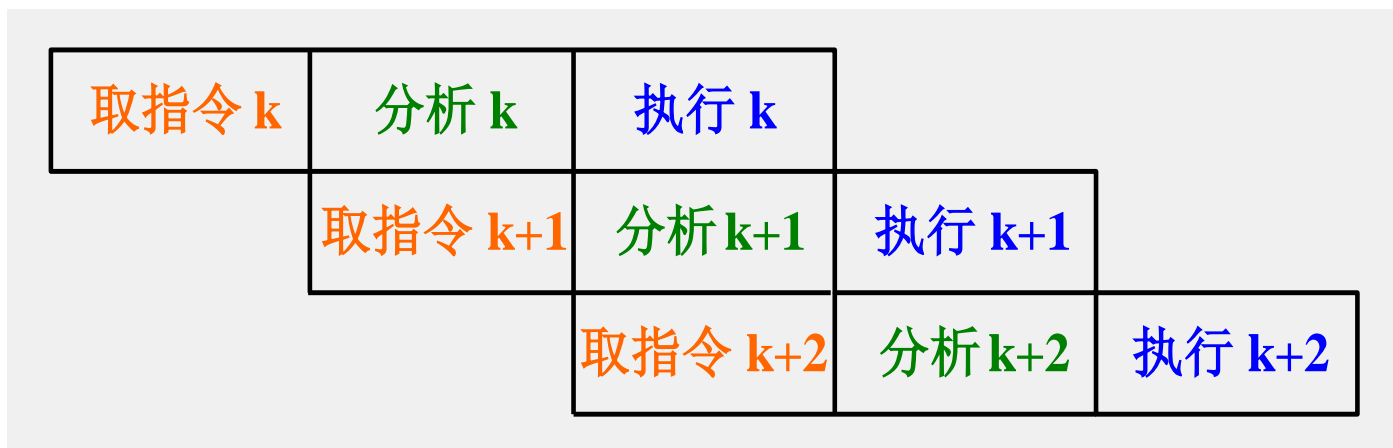 取指令 k 分析 k 执行 k
取指令 k+1 分析 k+1 执行 k+1
取指令 k+2 分析 k+2 执行 k+2